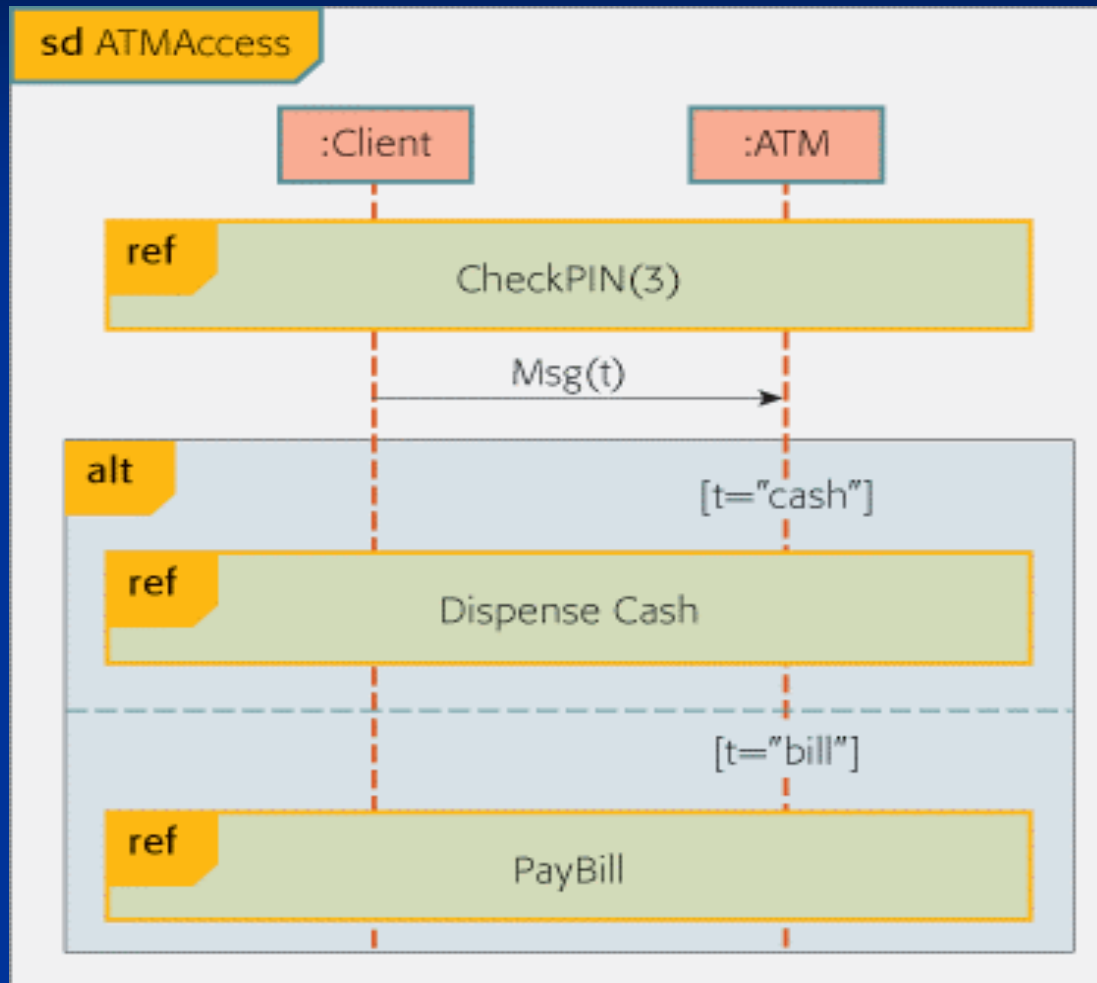 sd ATMAccess
:Client
:ATM
ref
CheckPIN(3)
Msg(t)
alt
[t="cash"]
ref
Dispense Cash
[t="bill"]
ref
PayBill